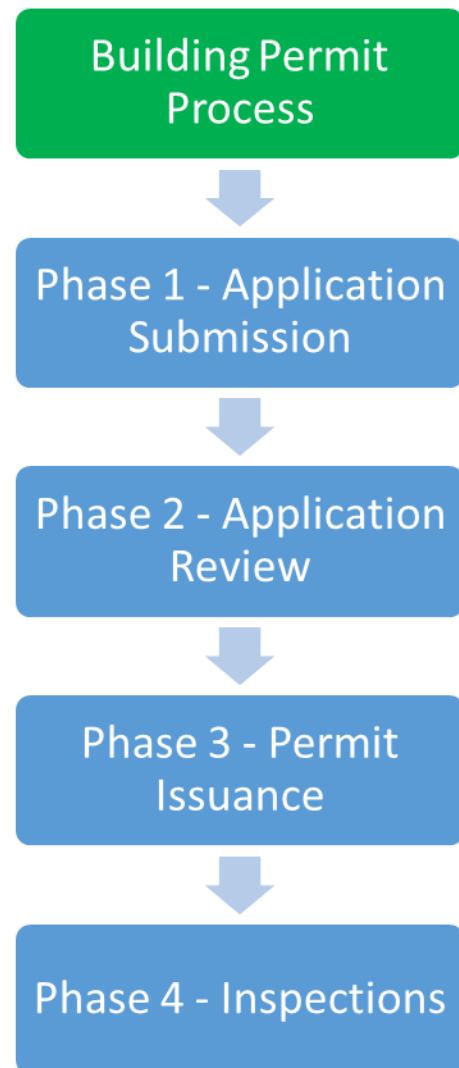 Building Permit
Process
Phase 1 - Application
Submission
Phase 2 - Application
Review
Phase 3 - Permit
Issuance
Phase 4 - Inspections